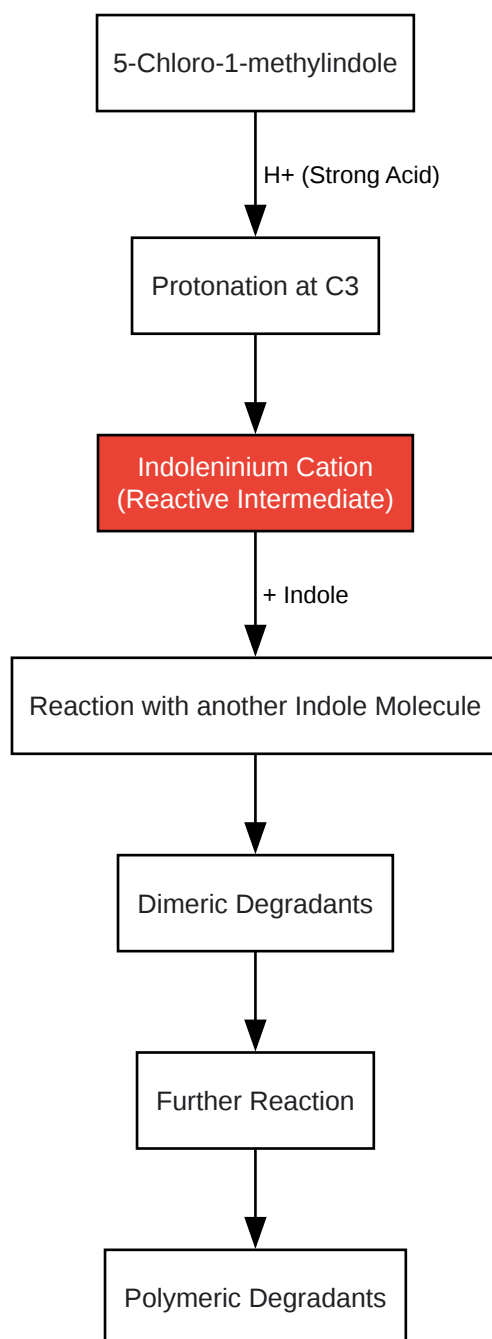 5-Chloro-1-methylindole
H+ (Strong Acid)
Protonation at C3
Indoleninium Cation
(Reactive Intermediate)
+ Indole
Reaction with another Indole Molecule
Dimeric Degradants
Further Reaction
Polymeric Degradants